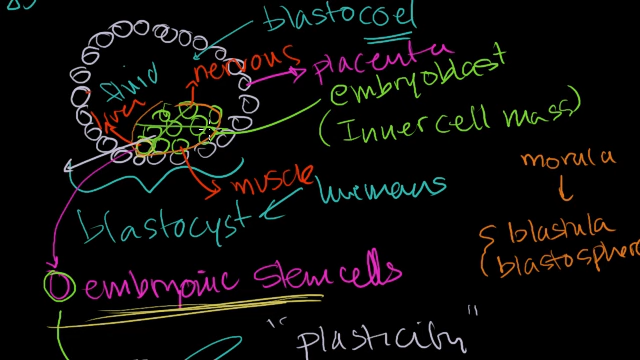 blastocoel
fluid
nervous
placenta
liver
embryoblast
(Inner cell mass)
muscle
humans
blastocyst
morula
blastula
(blastosphere
embryonic stem cells
"plasticity"